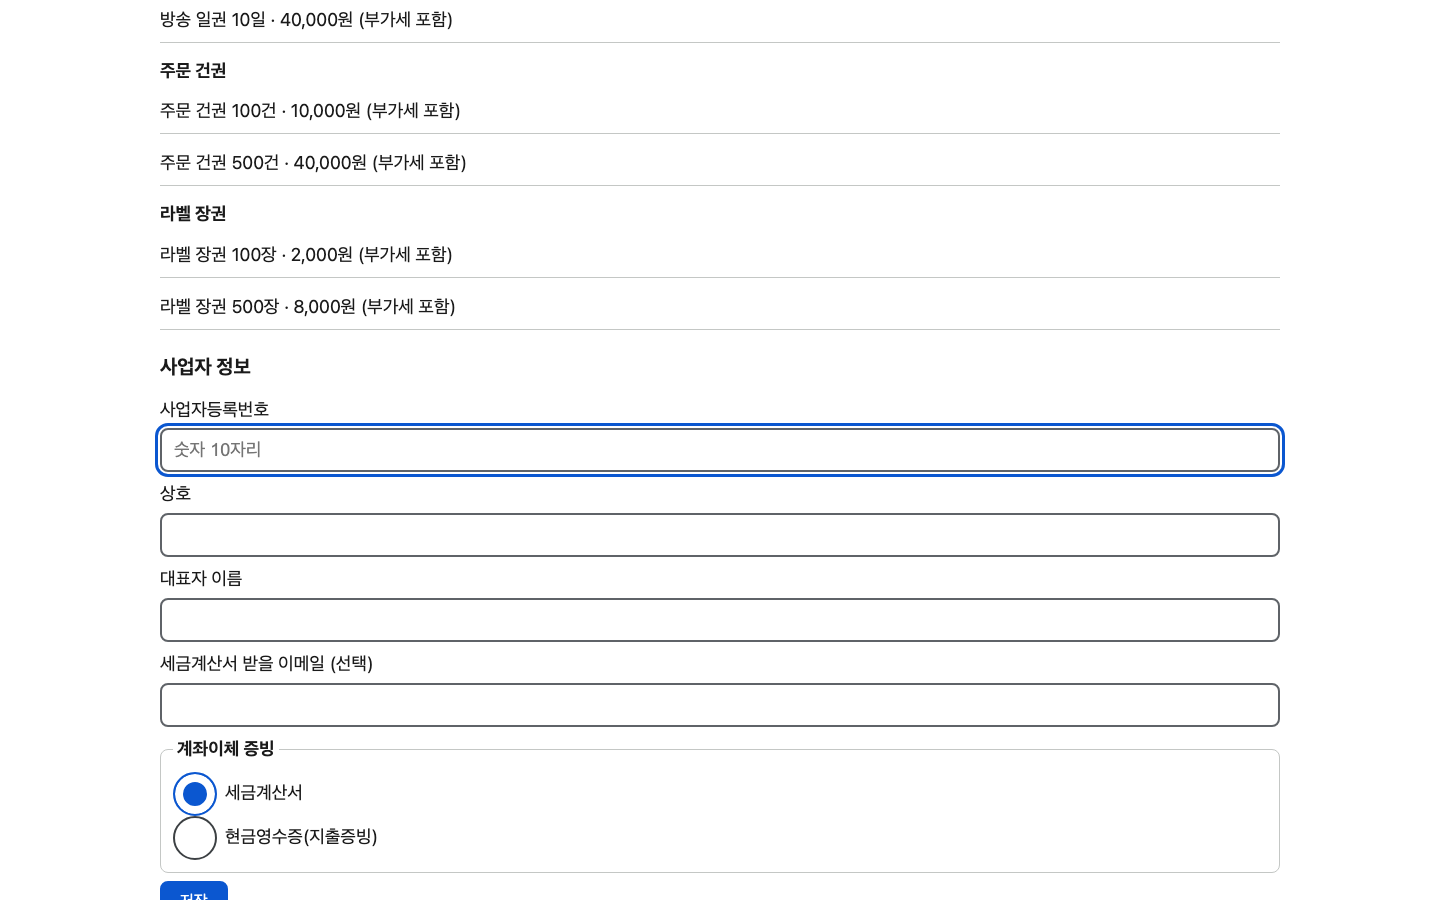 방송 일권 10일 · 40,000원 (부가세 포함)
주문 건권
주문 건권 100건 · 10,000원 (부가세 포함)
주문 건권 500건 · 40,000원 (부가세 포함)
라벨 장권
라벨 장권 100장 · 2,000원 (부가세 포함)
라벨 장권 500장 · 8,000원 (부가세 포함)
사업자 정보
사업자등록번호
숫자 10자리
상호
대표자 이름
세금계산서 받을 이메일 (선택)
계좌이체 증빙
세금계산서
현금영수증(지출증빙)
저장